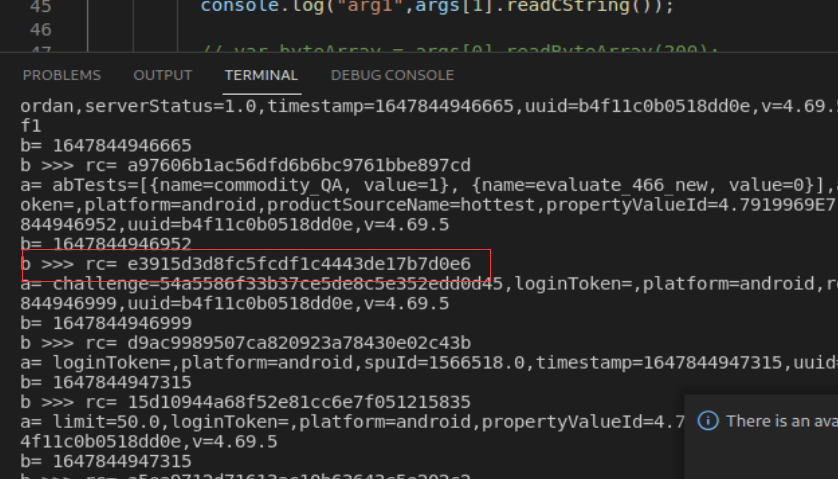 45 console.log("arg1",args[1].readCString());
46
47 // var byteArray = args[0].readByteArray(200);
PROBLEMS OUTPUT TERMINAL DEBUG CONSOLE
ordan,serverStatus=1.0,timestamp=1647844946665,uuid=b4f11c0b0518dd0e,v=4.69.5
f1
b= 1647844946665
b >>> rc= a97606b1ac56dfd6b6bc9761bbe897cd
a= abTests=[{name=commodity_QA, value=1}, {name=evaluate_466_new, value=0}],
oken=,platform=android,productSourceName=hottest,propertyValueId=4.7919969E7
844946952,uuid=b4f11c0b0518dd0e,v=4.69.5
b= 1647844946952
b >>> rc= e3915d3d8fc5fcdf1c4443de17b7d0e6
a= challenge=54a5586f33b37ce5de8c5e352edd0d45,loginToken=,platform=android,r
844946999,uuid=b4f11c0b0518dd0e,v=4.69.5
b= 1647844946999
b >>> rc= d9ac9989507ca820923a78430e02c43b
a= loginToken=,platform=android,spuId=1566518.0,timestamp=1647844947315,uuid=
b= 1647844947315
b >>> rc= 15d10944a68f52e81cc6e7f051215835
a= limit=50.0,loginToken=,platform=android,propertyValueId=4.7
4f11c0b0518dd0e,v=4.69.5
b= 1647844947315
There is an ava